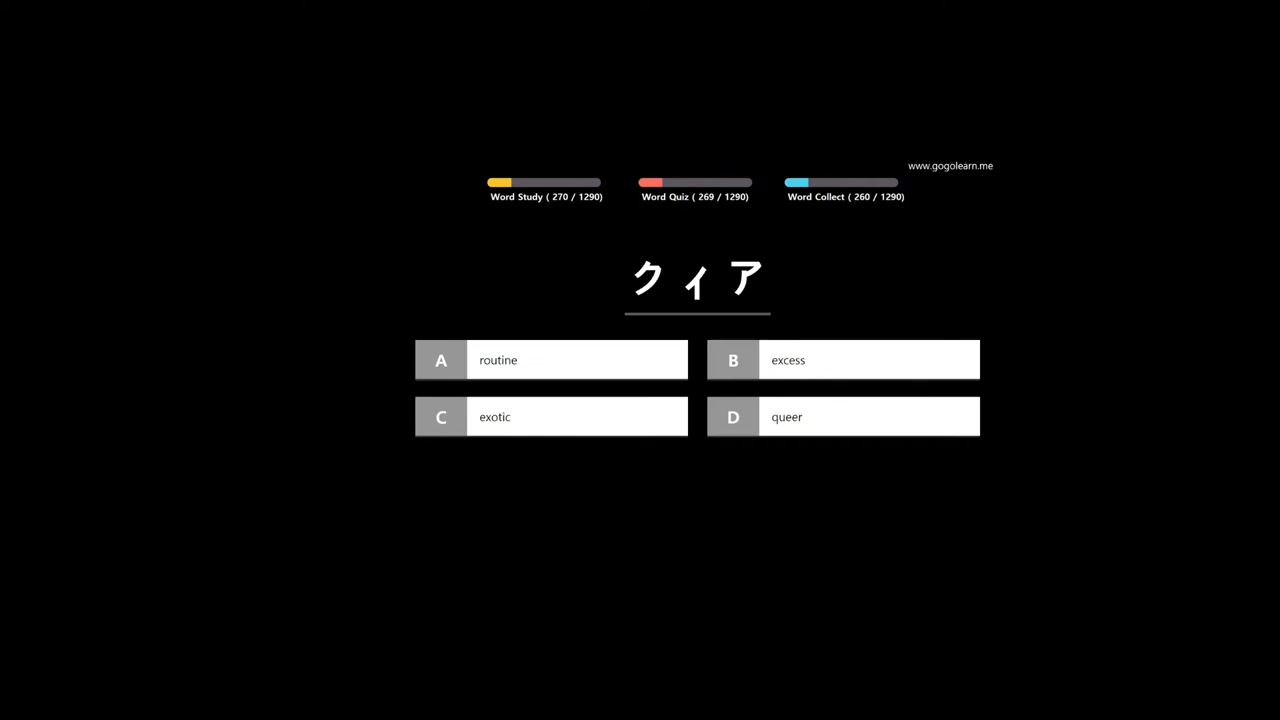 www.gogolearn.me
Word Study ( 270 / 1290) Word Quiz ( 269 / 1290) Word Collect ( 260 / 1290)
クィア
A routine B excess
C exotic D queer